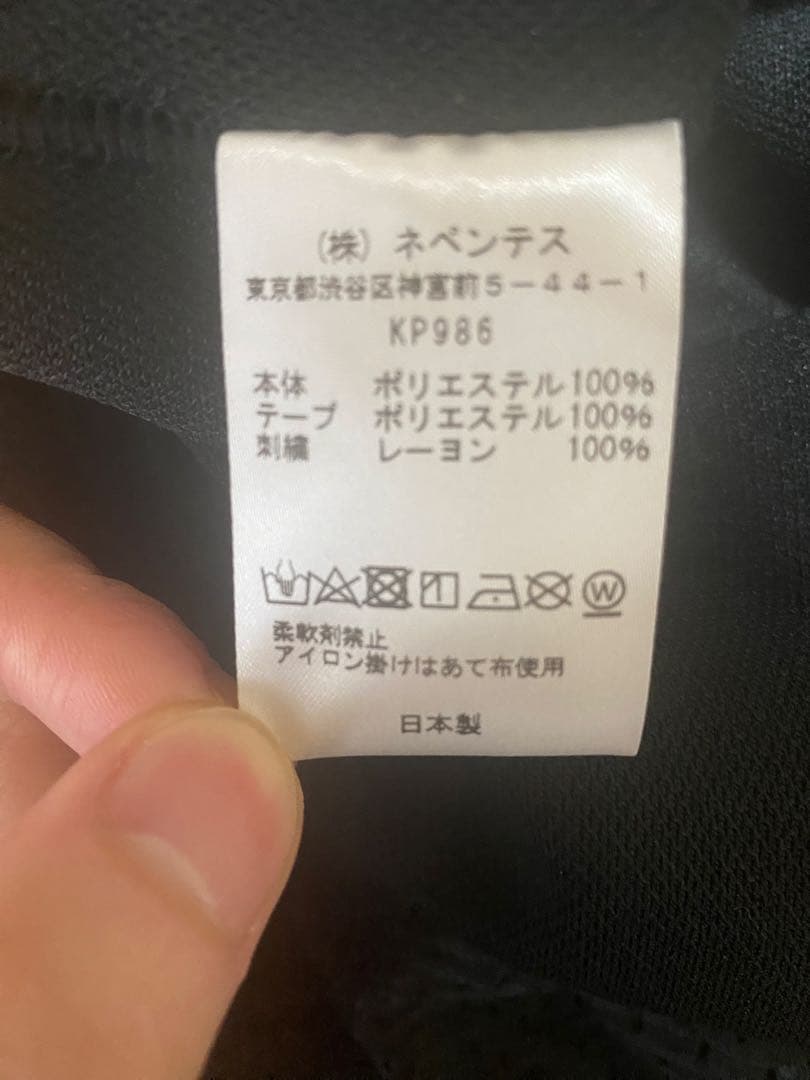 (株) ネペンテス
東京都渋谷区神宮前5-44-1
KP986
本体 ポリエステル100%
テープ ポリエステル100%
刺繍 レーヨン 100%
W
柔軟剤禁止
アイロン掛けはあて布使用
日本製